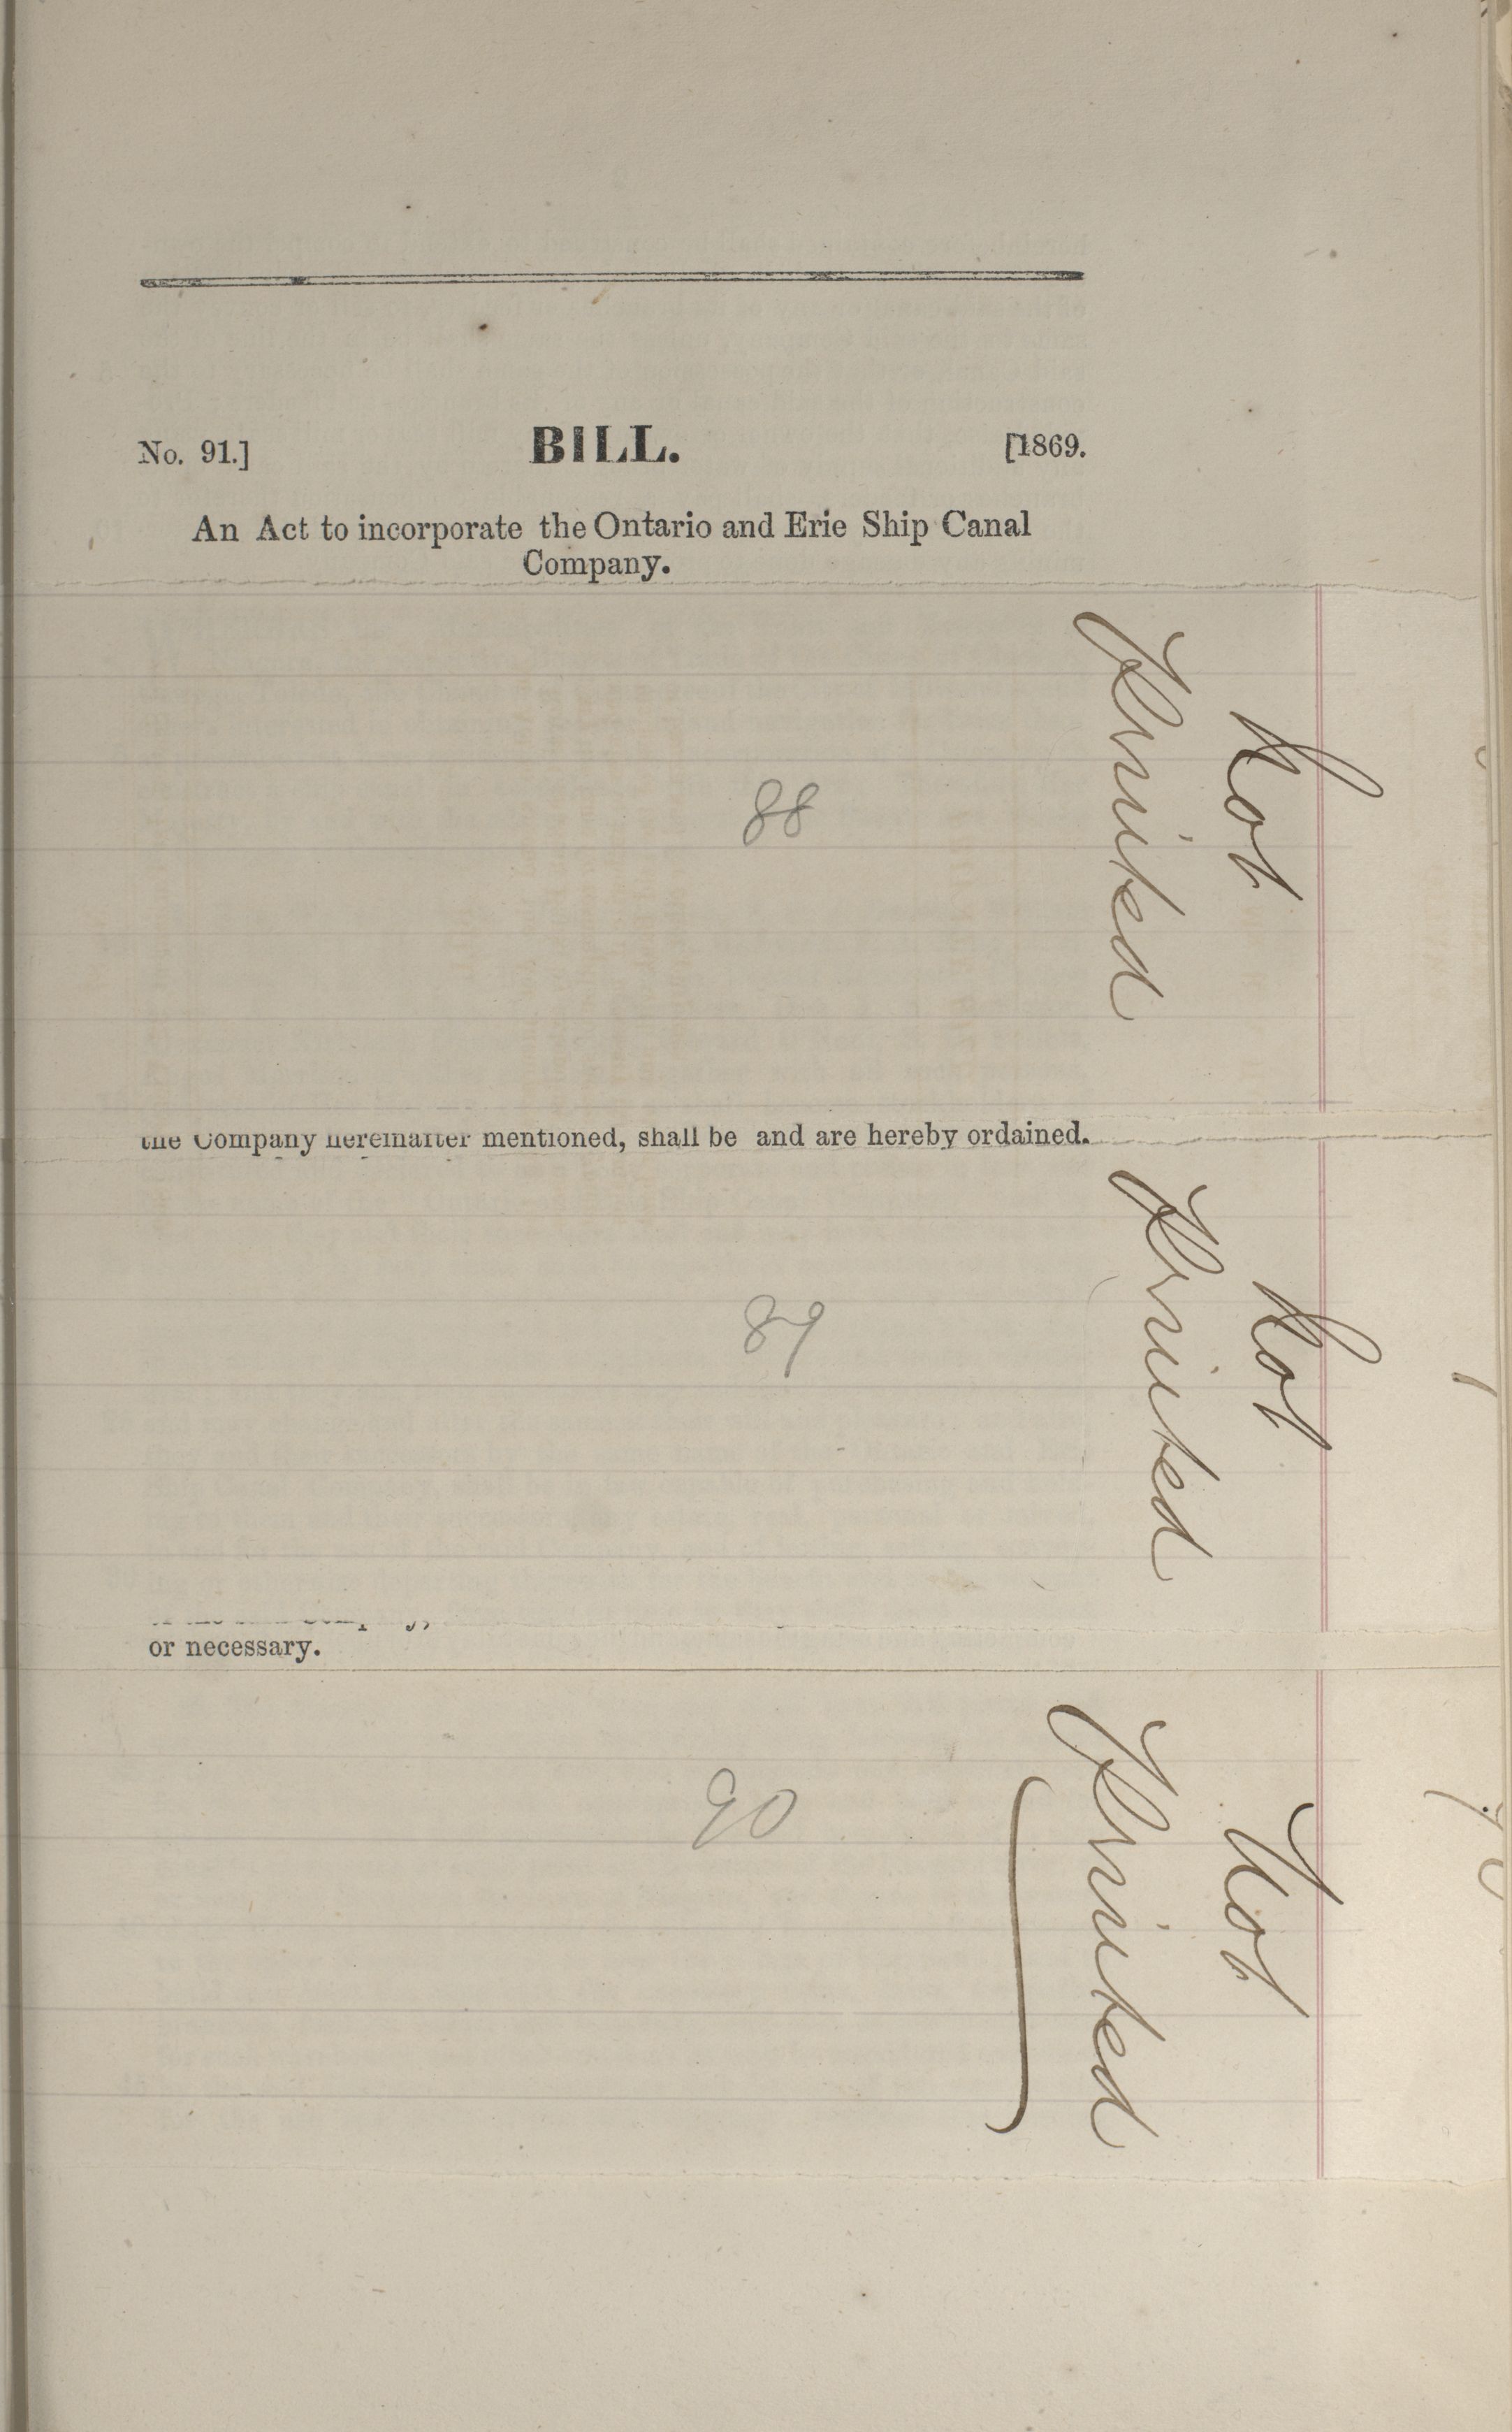 No. 91.] BILL. [1869.
An Act to incorporate the Ontario and Erie Ship Canal
Company.
88
Not
Printed
the Company hereinafter mentioned, shall be and are hereby ordained.
89
Not
Printed
or necessary.
90
Not
Printed